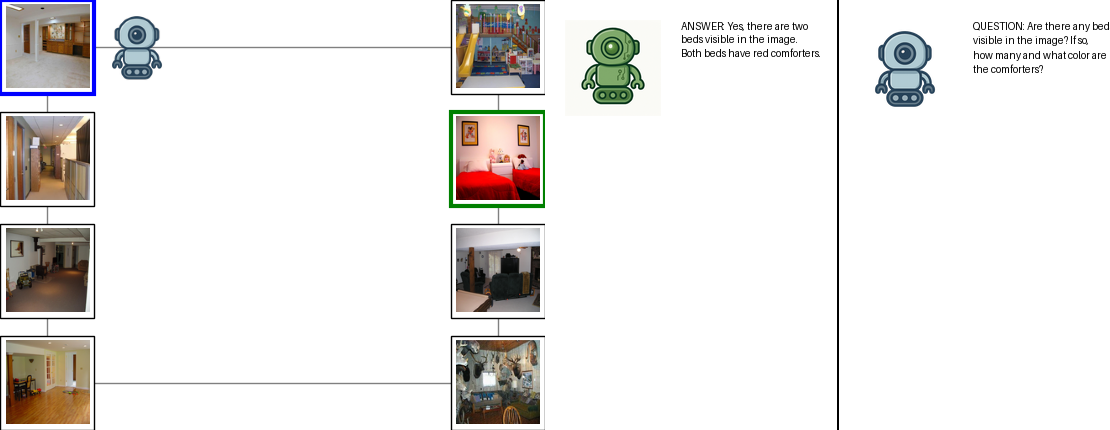 ANSWER: Yes, there are two
beds visible in the image.
Both beds have red comforters.
QUESTION: Are there any bed
visible in the image? If so,
how many and what color are
the comforters?